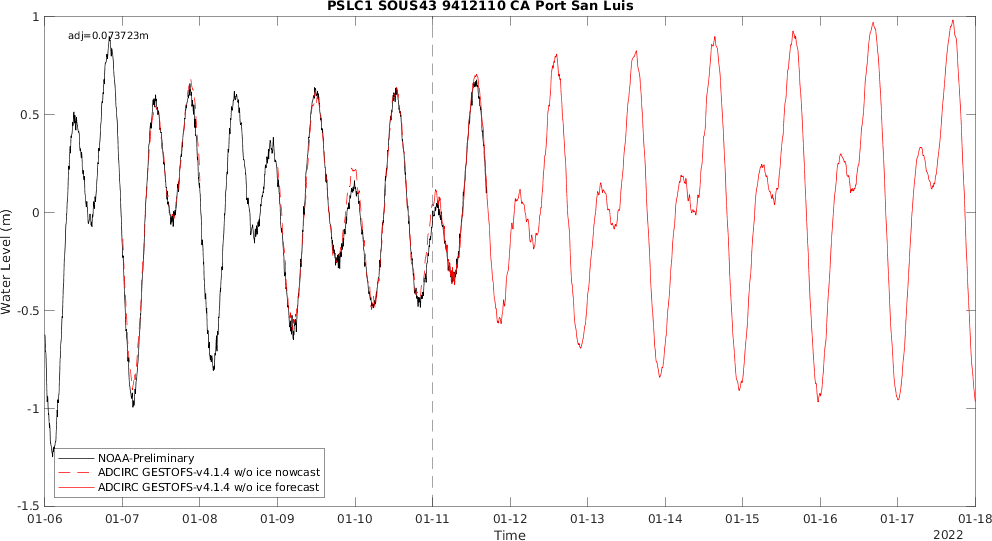 PSLC1 SOUS43 9412110 CA Port San Luis
adj=0.073723m
1
0.5
0
-0.5
-1
-1.5
Water Level (m)
NOAA-Preliminary
ADCIRC GESTOFS-v4.1.4 w/o ice nowcast
ADCIRC GESTOFS-v4.1.4 w/o ice forecast
01-06 01-07 01-08 01-09 01-10 01-11 01-12 01-13 01-14 01-15 01-16 01-17 01-18
Time
2022